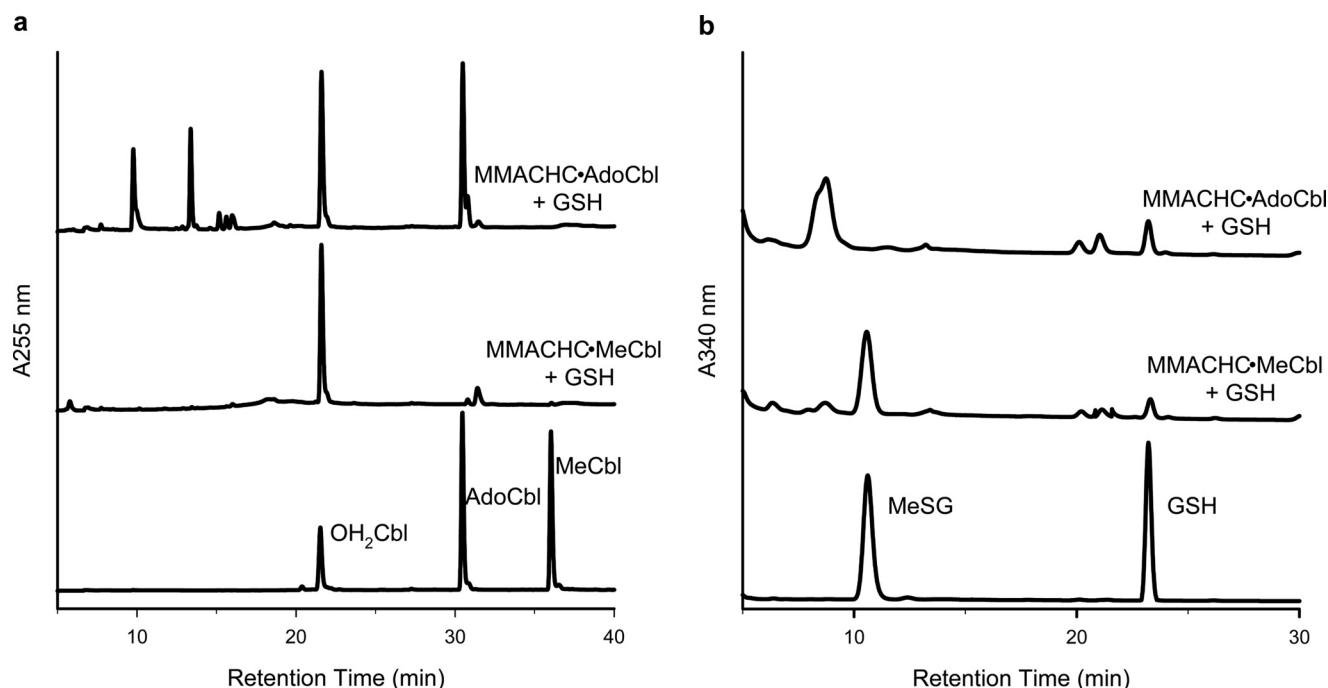 a
A255 nm
MMACHC•AdoCbl
+ GSH
MMACHC•MeCbl
+ GSH
MeCbl
AdoCbl
OH₂Cbl
10
20
30
40
Retention Time (min)
b
A340 nm
MMACHC•AdoCbl
+ GSH
MMACHC•MeCbl
+ GSH
MeSG
GSH
10
20
30
Retention Time (min)